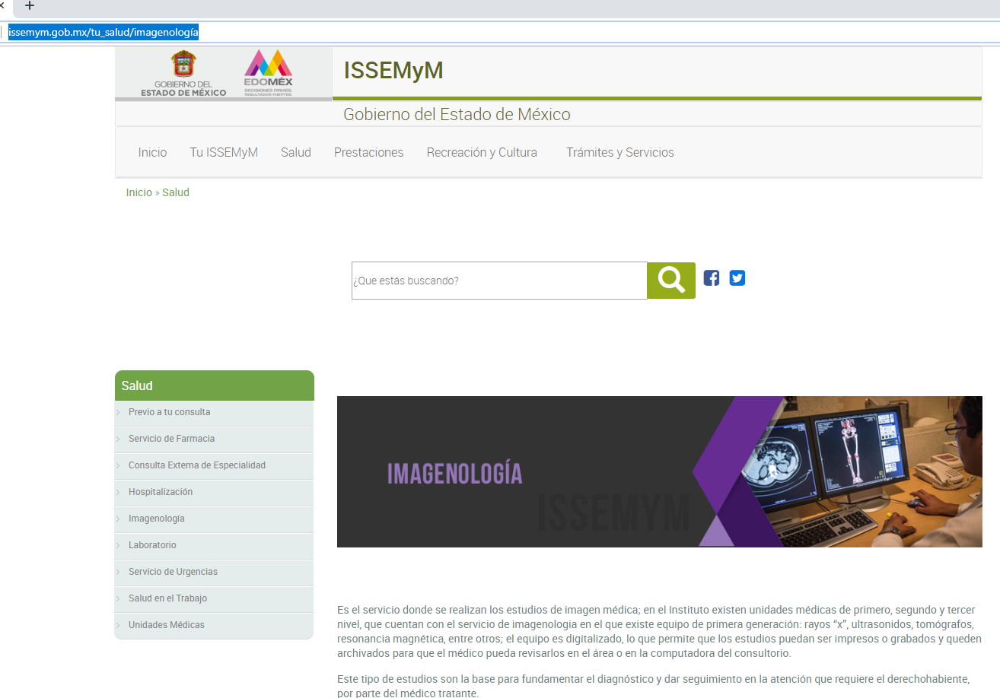 issemym.gob.mx/tu_salud/imagenología
GOBIERNO DEL
ESTADO DE MÉXICO
EDOMÉX
DECISIONES FIRMES,
RESULTADOS FUERTES.
ISSEMyM
Gobierno del Estado de México
Inicio Tu ISSEMyM Salud Prestaciones Recreación y Cultura Trámites y Servicios
Inicio » Salud
¿Que estás buscando?
Salud
Previo a tu consulta
Servicio de Farmacia
Consulta Externa de Especialidad
Hospitalización
Imagenología
Laboratorio
Servicio de Urgencias
Salud en el Trabajo
Unidades Médicas
IMAGENOLOGÍA
ISSEMYM
Es el servicio donde se realizan los estudios de imagen médica; en el Instituto existen unidades médicas de primero, segundo y tercer
nivel, que cuentan con el servicio de imagenologia en el que existe equipo de primera generación: rayos “x”, ultrasonidos, tomógrafos,
resonancia magnética, entre otros; el equipo es digitalizado, lo que permite que los estudios puedan ser impresos o grabados y queden
archivados para que el médico pueda revisarlos en el área o en la computadora del consultorio.
Este tipo de estudios son la base para fundamentar el diagnóstico y dar seguimiento en la atención que requiere el derechohabiente,
por parte del médico tratante.